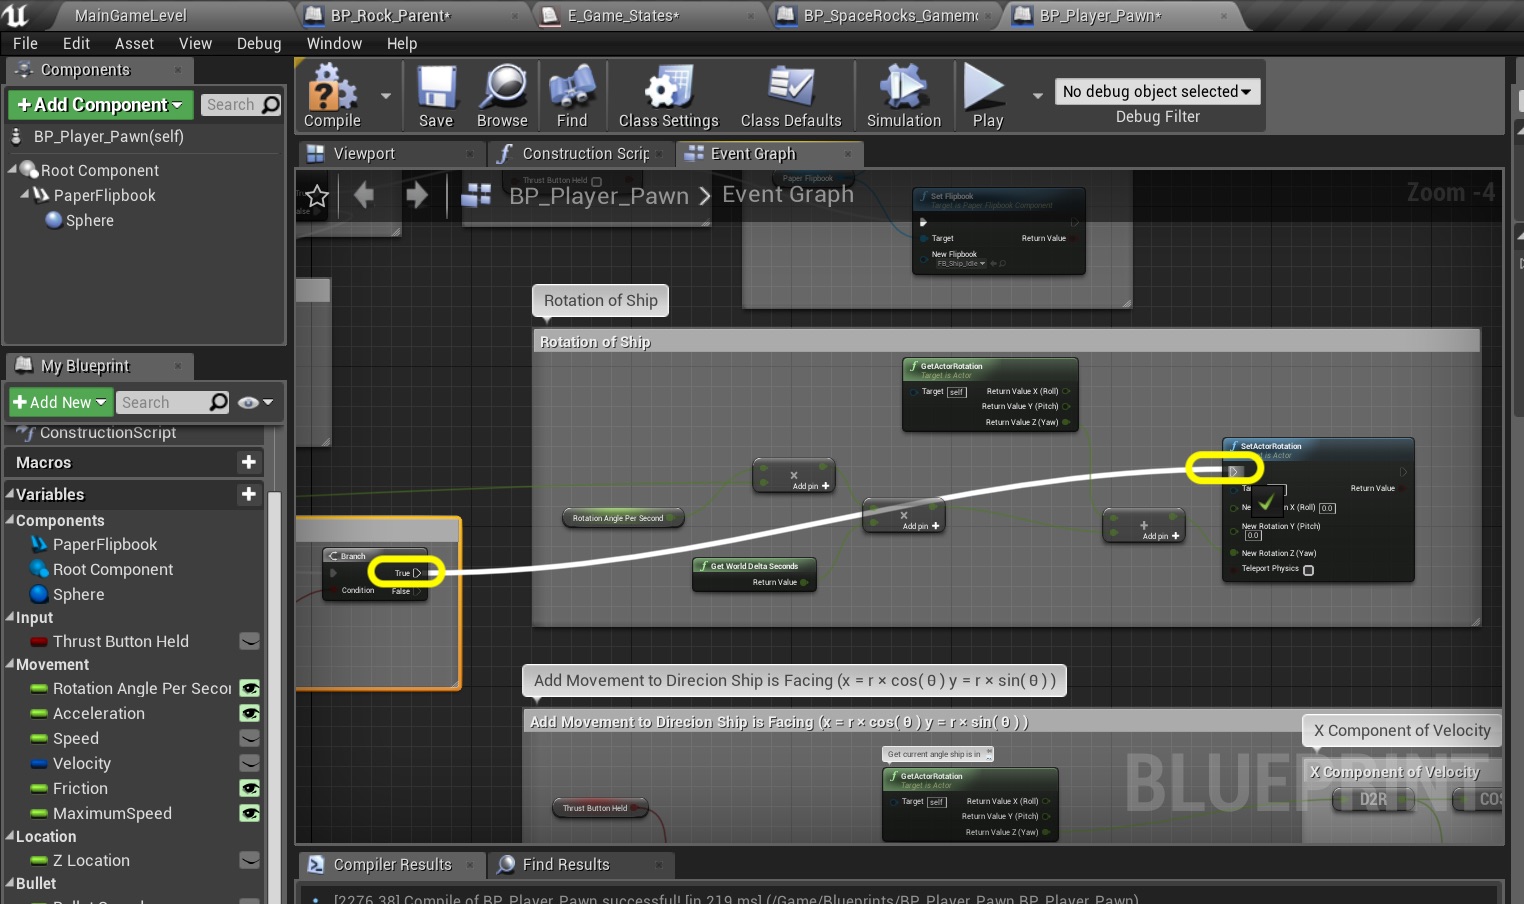 MainGameLevel
BP_Rock_Parent*
E_Game_States*
BP_SpaceRocks_Gamem
BP_Player_Pawn*
File Edit Asset View Debug Window Help
Components
+Add Component
Search
BP_Player_Pawn(self)
Root Component
PaperFlipbook
Sphere
My Blueprint
+Add New
Search
ConstructionScript
Macros
Variables
Components
PaperFlipbook
Root Component
Sphere
Input
Thrust Button Held
Movement
Rotation Angle Per Secor
Acceleration
Speed
Velocity
Friction
MaximumSpeed
Location
Z Location
Bullet
Compile
Save
Browse
Find
Class Settings
Class Defaults
Simulation
Play
No debug object selected
Debug Filter
Viewport
Construction Scrip
Event Graph
Thrust Button Held
Paper Flipbook
BP_Player_Pawn > Event Graph
Zoom -4
Set Flipbook
Target is Paper Flipbook Component
Target
Return Value
New Flipbook
FB_Ship_Idle
Rotation of Ship
Rotation of Ship
GetActorRotation
Target is Actor
Target self
Return Value X (Roll)
Return Value Y (Pitch)
Return Value Z (Yaw)
SetActorRotation
is Actor
Return Value
X (Roll) 0.0
New Rotation Y (Pitch)
0.0
New Rotation Z (Yaw)
Teleport Physics
x
Add pin +
Rotation Angle Per Second
x
Add pin +
+
Add pin +
Get World Delta Seconds
Return Value
Branch
True
Condition
False
Add Movement to Direcion Ship is Facing (x = r × cos( θ ) y = r × sin( θ ) )
Add Movement to Direcion Ship is Facing (x = r × cos( θ ) y = r × sin( θ ) )
X Component of Velocity
X Component of Velocity
Get current angle ship is in
GetActorRotation
Target is Actor
Target self
Return Value X (Roll)
Return Value Y (Pitch)
Return Value Z (Yaw)
Thrust Button Held
D2R
COS
BLUEPRINT
Compiler Results
Find Results
[2276.38] Compile of BP_Player_Pawn successful! [in 219 ms] (/Game/Blueprints/BP_Player_Pawn.BP_Player_Pawn)